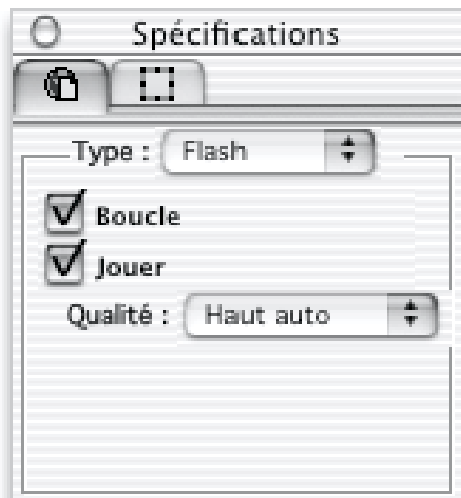 Spécifications
Type : Flash
Boucle
Jouer
Qualité : Haut auto